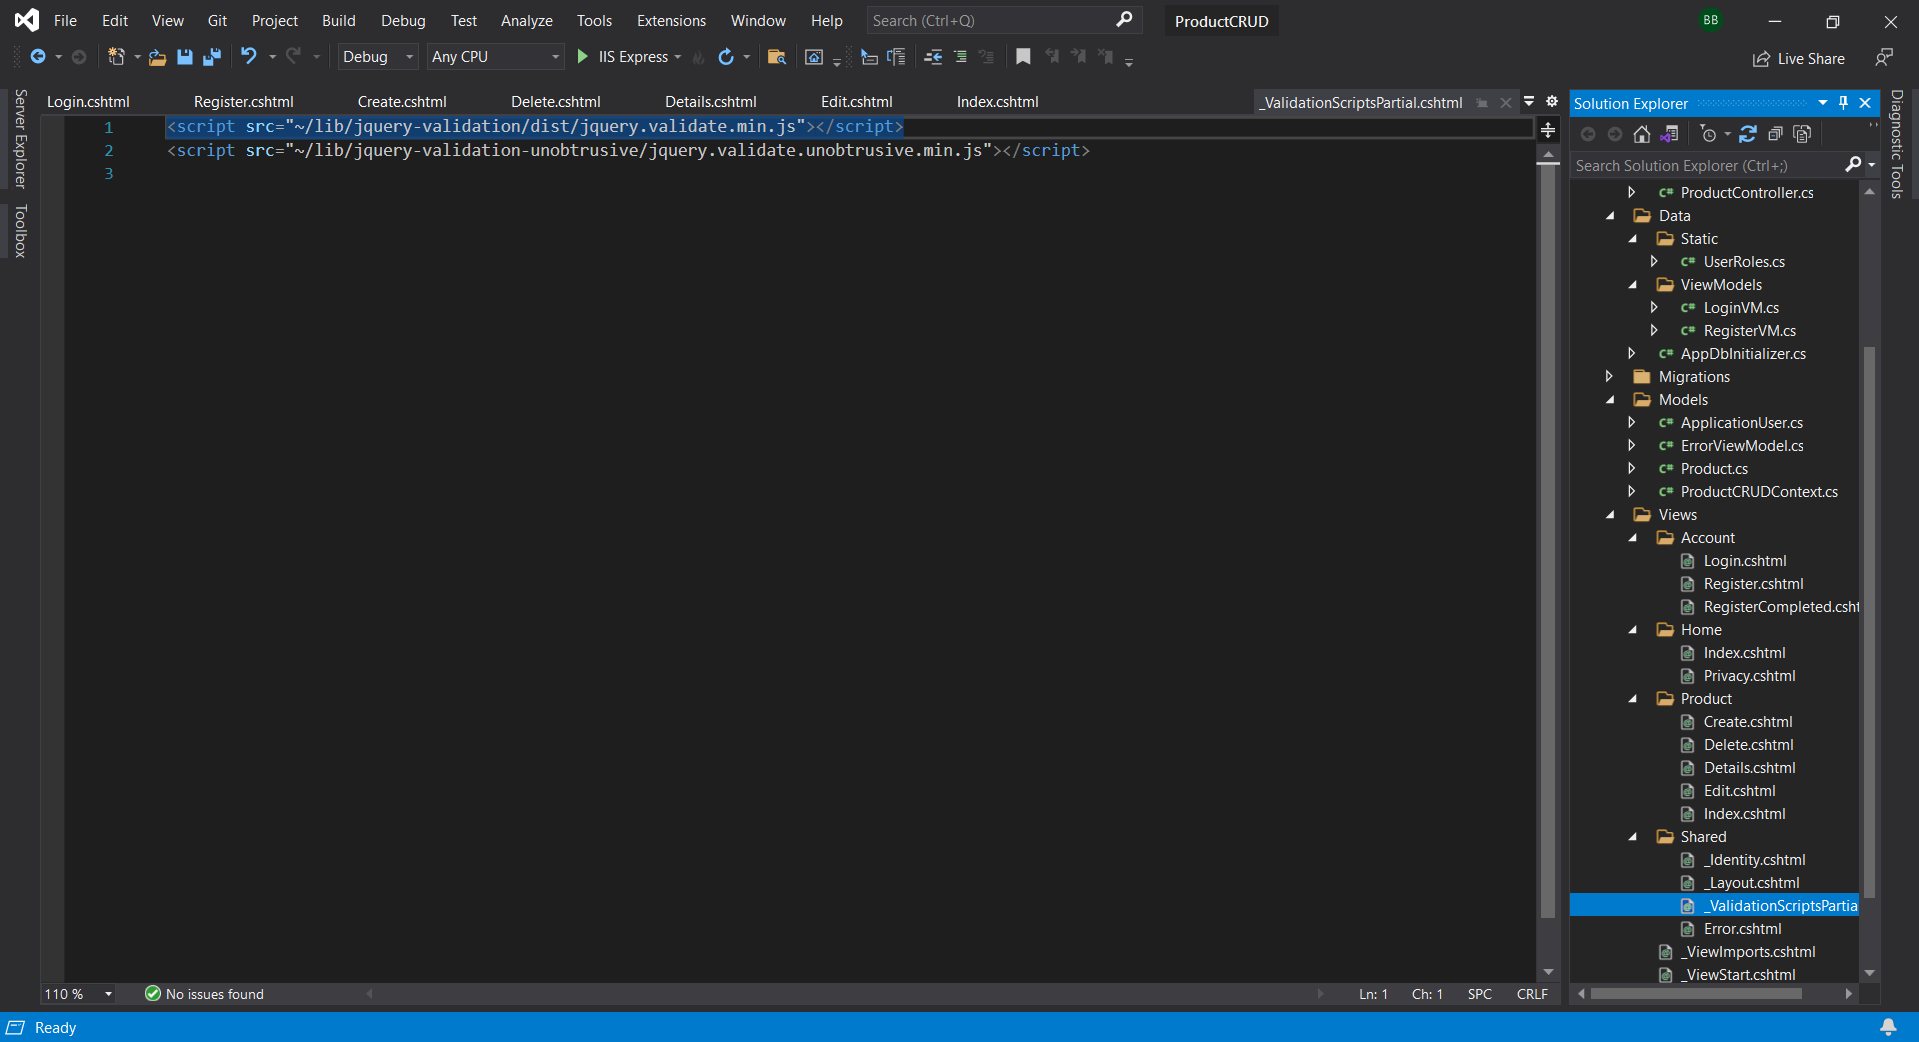 File Edit View Git Project Build Debug Test Analyze Tools Extensions Window Help Search (Ctrl+Q) ProductCRUD BB
Debug Any CPU IIS Express Live Share
Server Explorer
Toolbox
Login.cshtml Register.cshtml Create.cshtml Delete.cshtml Details.cshtml Edit.cshtml Index.cshtml _ValidationScriptsPartial.cshtml
1 <script src="~/lib/jquery-validation/dist/jquery.validate.min.js"></script>
2 <script src="~/lib/jquery-validation-unobtrusive/jquery.validate.unobtrusive.min.js"></script>
3
Solution Explorer
Search Solution Explorer (Ctrl+;)
C# ProductController.cs
Data
Static
C# UserRoles.cs
ViewModels
C# LoginVM.cs
C# RegisterVM.cs
C# AppDbInitializer.cs
Migrations
Models
C# ApplicationUser.cs
C# ErrorViewModel.cs
C# Product.cs
C# ProductCRUDContext.cs
Views
Account
Login.cshtml
Register.cshtml
RegisterCompleted.csht
Home
Index.cshtml
Privacy.cshtml
Product
Create.cshtml
Delete.cshtml
Details.cshtml
Edit.cshtml
Index.cshtml
Shared
_Identity.cshtml
_Layout.cshtml
_ValidationScriptsPartia
Error.cshtml
_ViewImports.cshtml
_ViewStart.cshtml
Diagnostic Tools
110 % No issues found Ln: 1 Ch: 1 SPC CRLF
Ready